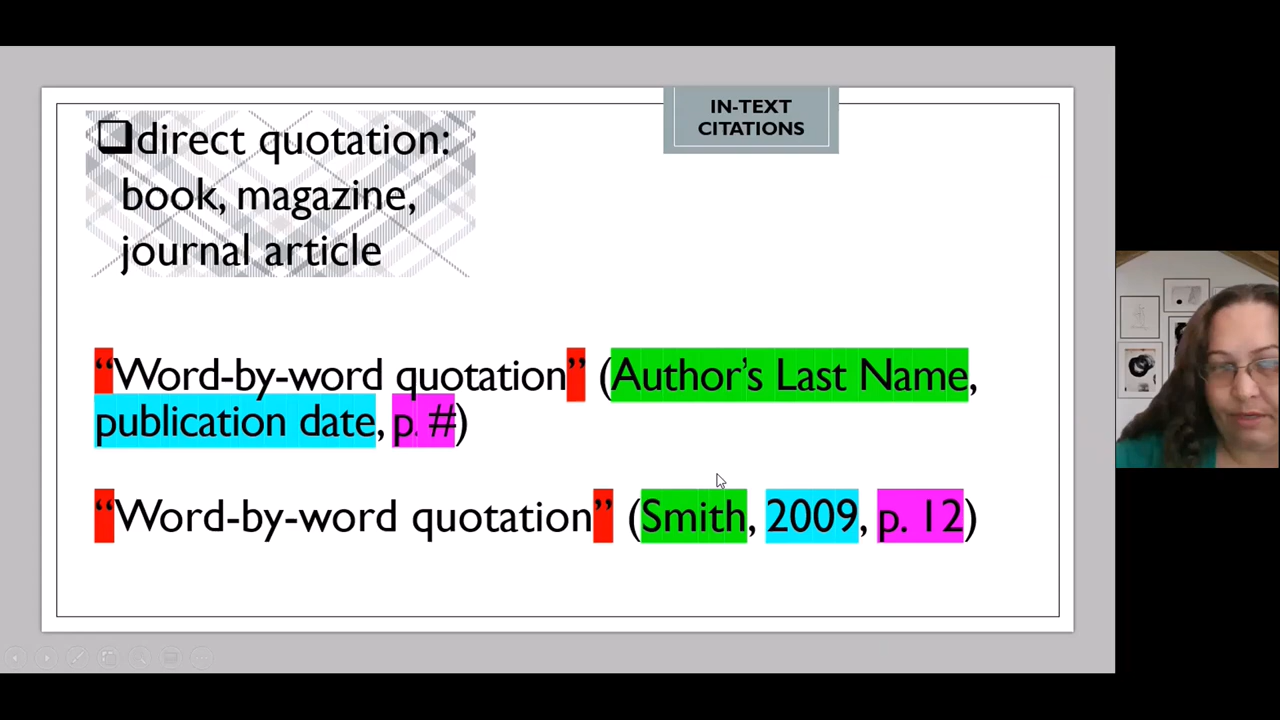 IN-TEXT
CITATIONS
❑direct quotation:
book, magazine,
journal article
“Word-by-word quotation” (Author’s Last Name,
publication date, p. #)
“Word-by-word quotation” (Smith, 2009, p. 12)